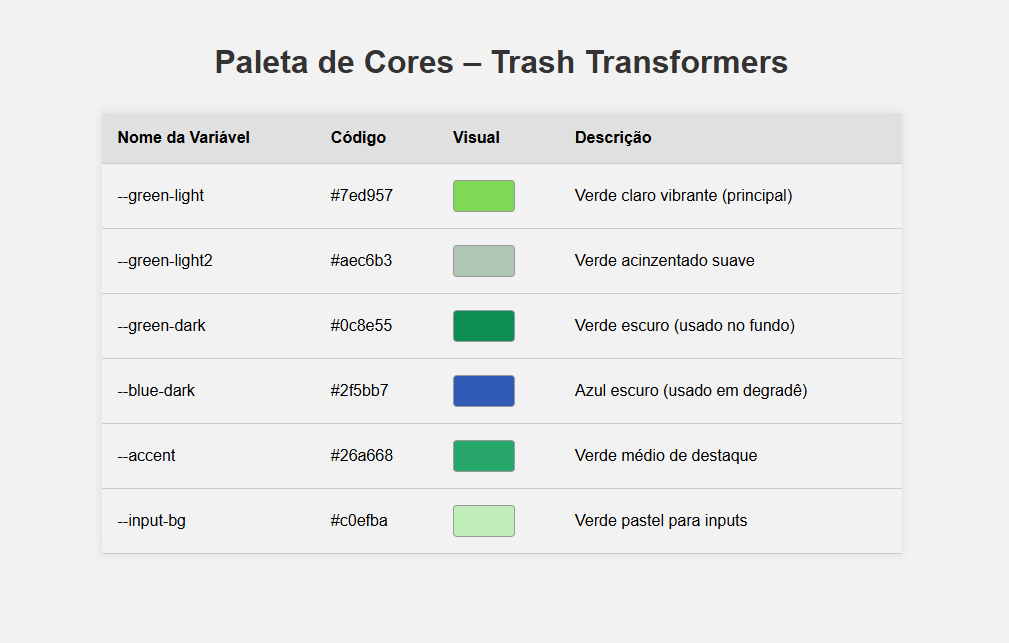 Paleta de Cores – Trash Transformers
Nome da Variável Código Visual Descrição
--green-light #7ed957 Verde claro vibrante (principal)
--green-light2 #aec6b3 Verde acinzentado suave
--green-dark #0c8e55 Verde escuro (usado no fundo)
--blue-dark #2f5bb7 Azul escuro (usado em degradê)
--accent #26a668 Verde médio de destaque
--input-bg #c0efba Verde pastel para inputs